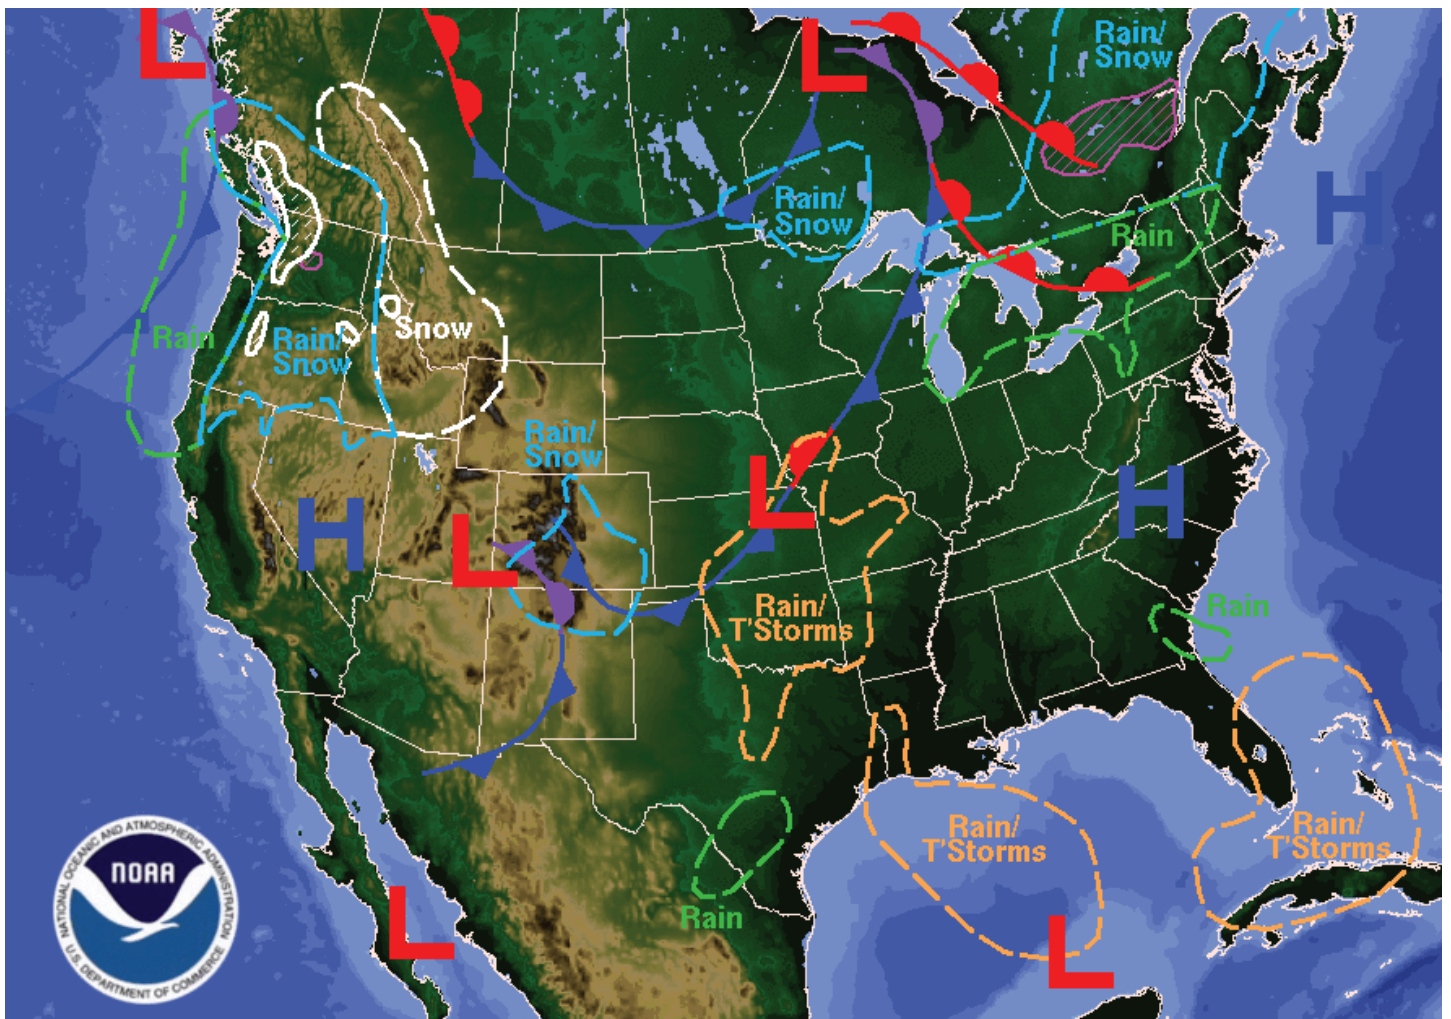 L
L
Rain/
Snow
H
Rain/
Snow
Rain
Rain
Rain/
Snow
Snow
Rain/
Snow
L
H
H
L
Rain/
T'Storms
Rain
Rain/
T'Storms
Rain/
T'Storms
Rain
L
L
NATIONAL OCEANIC AND ATMOSPHERIC ADMINISTRATION
NOAA
U.S. DEPARTMENT OF COMMERCE